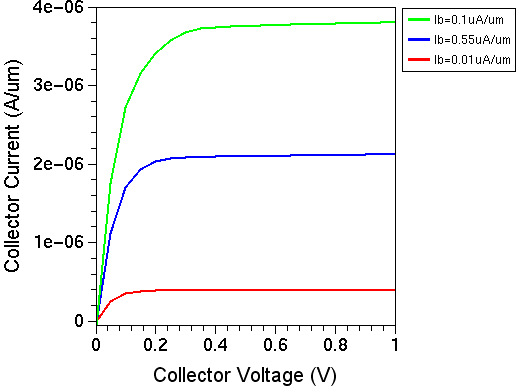 4e−06
3e−06
2e−06
1e−06
0
0
0.2
0.4
0.6
0.8
1
Collector Current (A/um)
Collector Voltage (V)
Ib=0.1uA/um
Ib=0.55uA/um
Ib=0.01uA/um